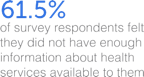 61.5%
of survey respondents felt
they did not have enough
information about health
services available to them